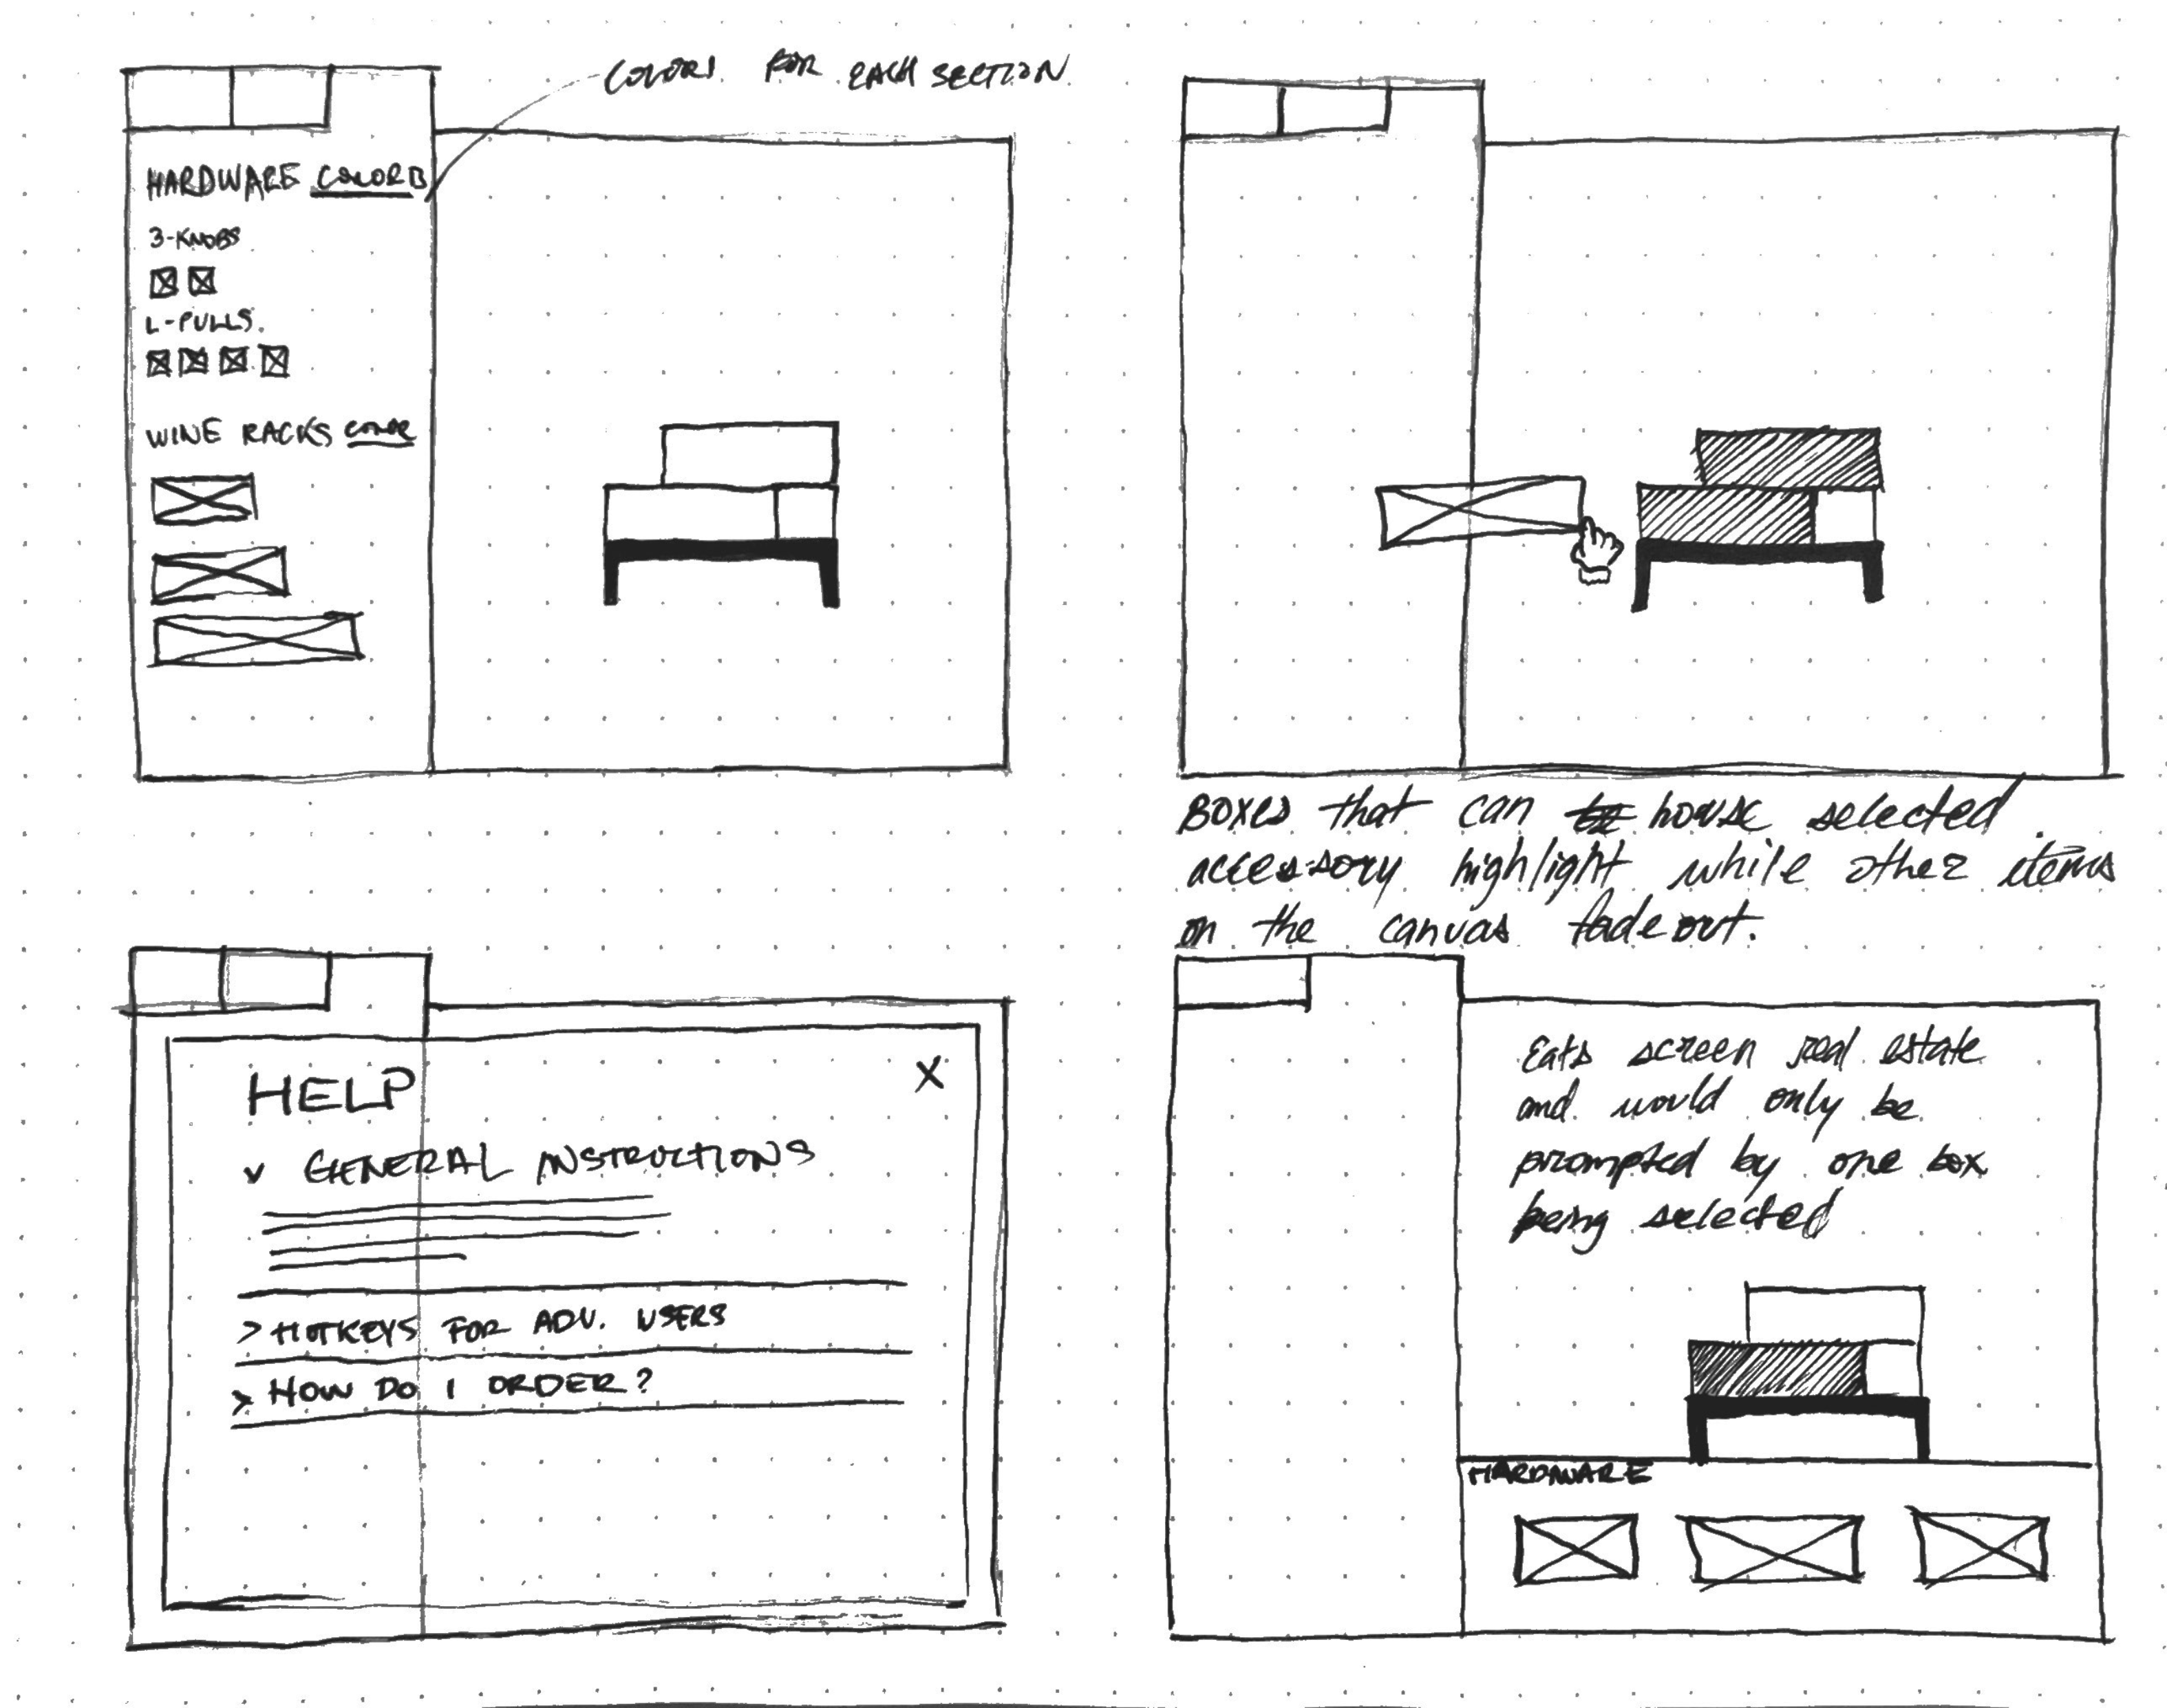 COLORS FOR EACH SECTION
HARDWARE COLOR
3-KNOBS
L-PULLS.
WINE RACKS COLOR
BOXES that can house selected
accessory highlight while other items
on the canvas fade out.
HELP X
v GENERAL INSTRUCTIONS
> HOTKEYS FOR ADV. USERS
> HOW DO I ORDER?
Eats screen real estate
and would only be
prompted by one box
being selected
HARDWARE